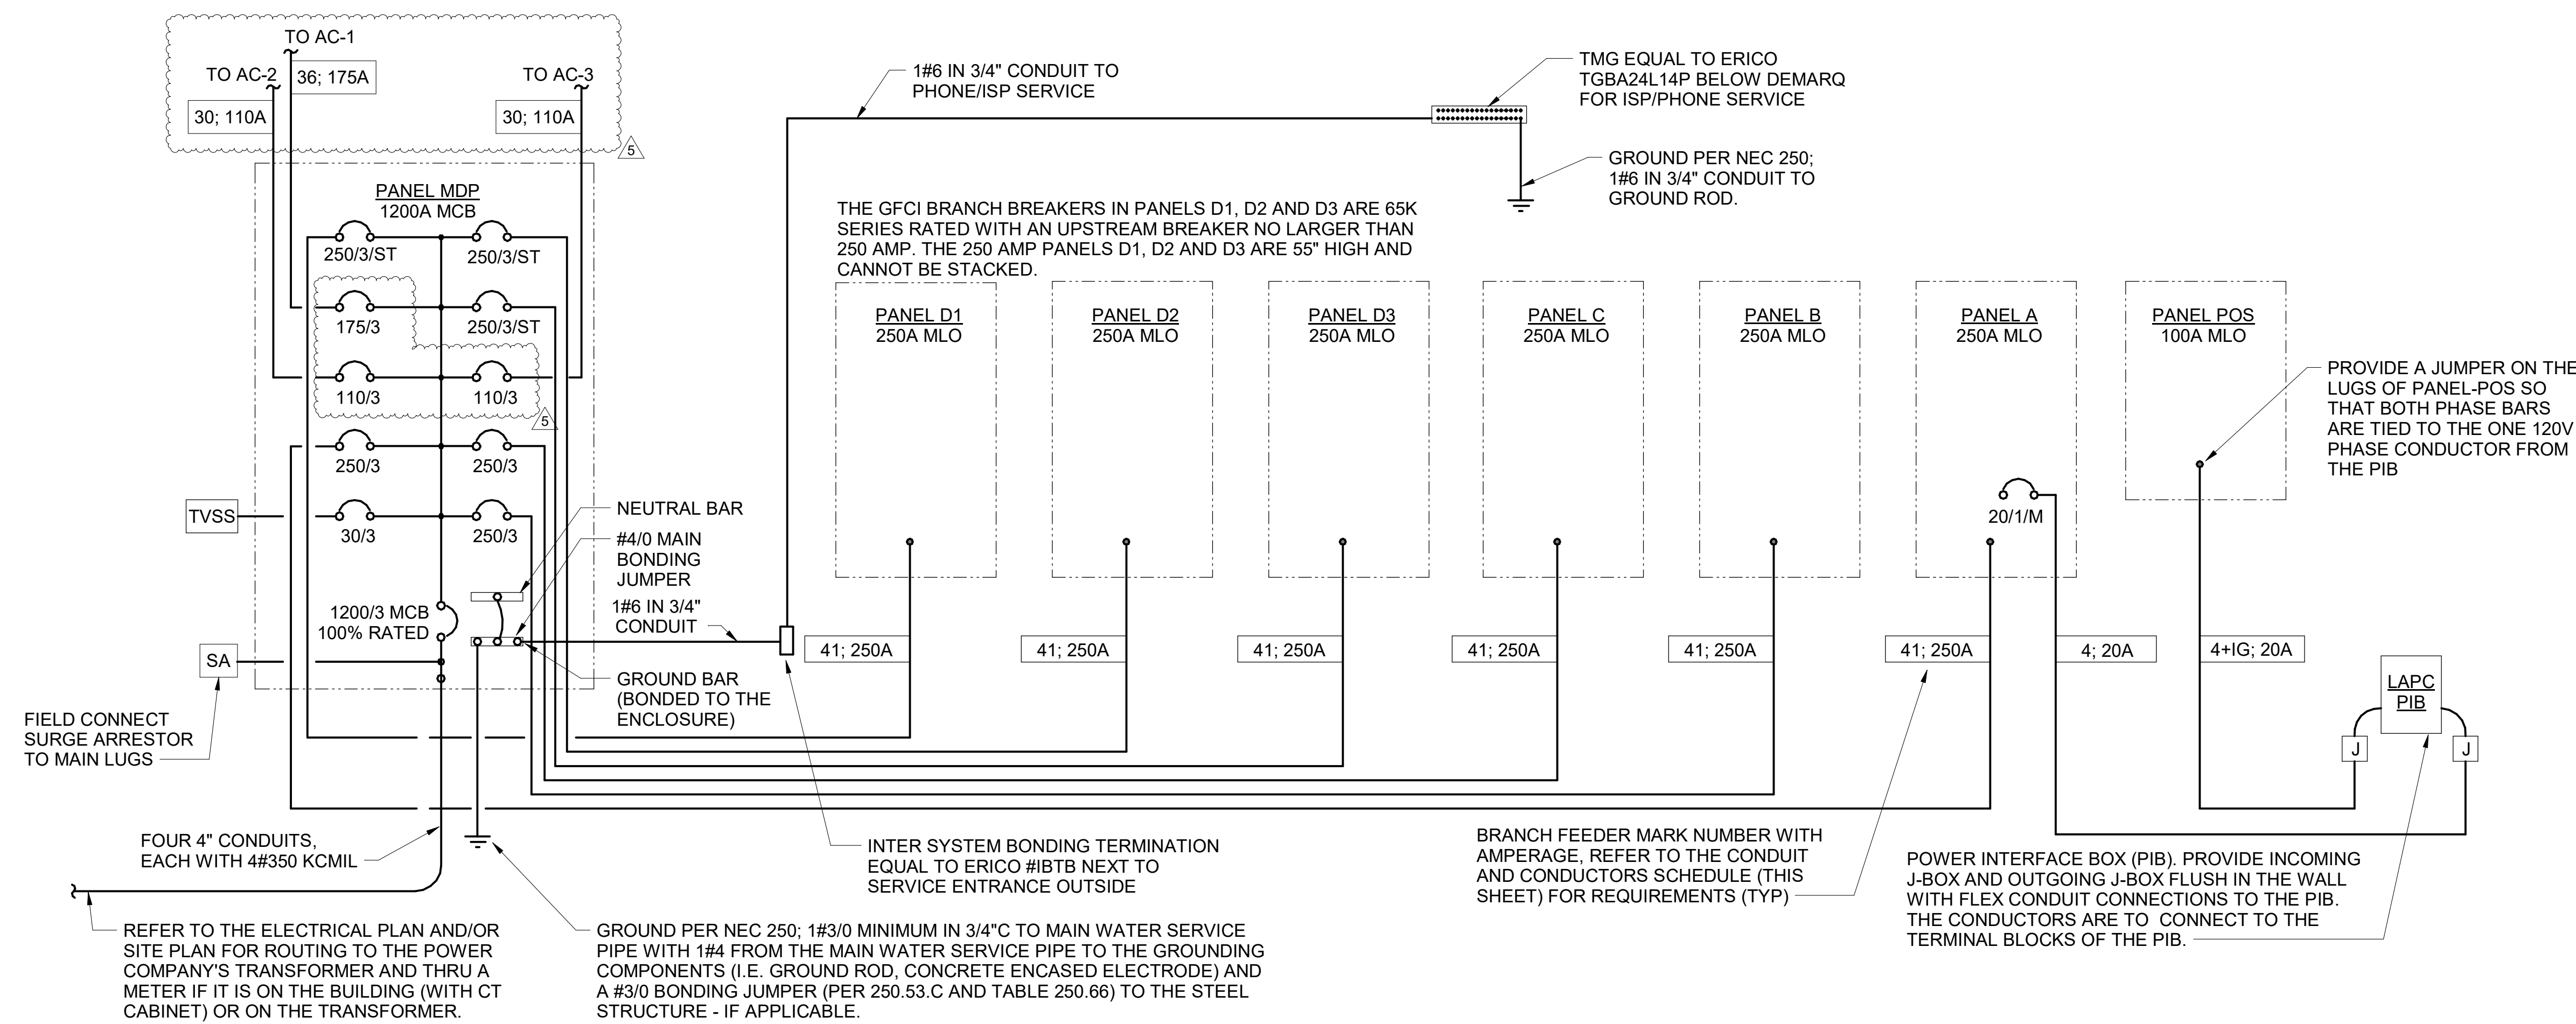 TO AC-1
TO AC-2
36; 175A
TO AC-3
30; 110A
30; 110A
5
PANEL MDP
1200A MCB
250/3/ST
250/3/ST
175/3
250/3/ST
110/3
110/3
5
250/3
250/3
TVSS
30/3
250/3
NEUTRAL BAR
#4/0 MAIN
BONDING
JUMPER
1#6 IN 3/4"
CONDUIT
1200/3 MCB
100% RATED
SA
GROUND BAR
(BONDED TO THE
ENCLOSURE)
FIELD CONNECT
SURGE ARRESTOR
TO MAIN LUGS
FOUR 4" CONDUITS,
EACH WITH 4#350 KCMIL
REFER TO THE ELECTRICAL PLAN AND/OR
SITE PLAN FOR ROUTING TO THE POWER
COMPANY'S TRANSFORMER AND THRU A
METER IF IT IS ON THE BUILDING (WITH CT
CABINET) OR ON THE TRANSFORMER.
GROUND PER NEC 250; 1#3/0 MINIMUM IN 3/4"C TO MAIN WATER SERVICE
PIPE WITH 1#4 FROM THE MAIN WATER SERVICE PIPE TO THE GROUNDING
COMPONENTS (I.E. GROUND ROD, CONCRETE ENCASED ELECTRODE) AND
A #3/0 BONDING JUMPER (PER 250.53.C AND TABLE 250.66) TO THE STEEL
STRUCTURE - IF APPLICABLE.
1#6 IN 3/4" CONDUIT TO
PHONE/ISP SERVICE
TMG EQUAL TO ERICO
TGBA24L14P BELOW DEMARQ
FOR ISP/PHONE SERVICE
GROUND PER NEC 250;
1#6 IN 3/4" CONDUIT TO
GROUND ROD.
THE GFCI BRANCH BREAKERS IN PANELS D1, D2 AND D3 ARE 65K
SERIES RATED WITH AN UPSTREAM BREAKER NO LARGER THAN
250 AMP. THE 250 AMP PANELS D1, D2 AND D3 ARE 55" HIGH AND
CANNOT BE STACKED.
PANEL D1
250A MLO
PANEL D2
250A MLO
PANEL D3
250A MLO
PANEL C
250A MLO
PANEL B
250A MLO
PANEL A
250A MLO
PANEL POS
100A MLO
20/1/M
PROVIDE A JUMPER ON THE
LUGS OF PANEL-POS SO
THAT BOTH PHASE BARS
ARE TIED TO THE ONE 120V
PHASE CONDUCTOR FROM
THE PIB
41; 250A
41; 250A
41; 250A
41; 250A
41; 250A
41; 250A
4; 20A
4+IG; 20A
LAPC
PIB
J
J
INTER SYSTEM BONDING TERMINATION
EQUAL TO ERICO #IBTB NEXT TO
SERVICE ENTRANCE OUTSIDE
BRANCH FEEDER MARK NUMBER WITH
AMPERAGE, REFER TO THE CONDUIT
AND CONDUCTORS SCHEDULE (THIS
SHEET) FOR REQUIREMENTS (TYP)
POWER INTERFACE BOX (PIB). PROVIDE INCOMING
J-BOX AND OUTGOING J-BOX FLUSH IN THE WALL
WITH FLEX CONDUIT CONNECTIONS TO THE PIB.
THE CONDUCTORS ARE TO CONNECT TO THE
TERMINAL BLOCKS OF THE PIB.